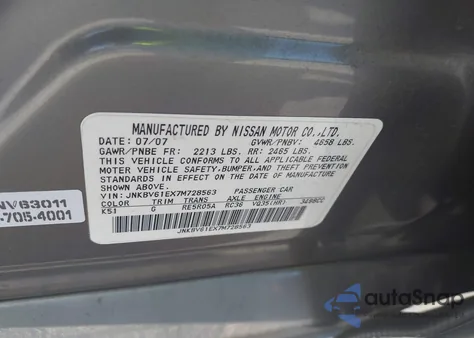 MANUFACTURED BY NISSAN MOTOR CO.,LTD.
DATE: 07/07 GVWR/PNBV: 4658 LBS.
GAWR/PNBE FR: 2213 LBS. RR: 2465 LBS.
THIS VEHICLE CONFORMS TO ALL APPLICABLE FEDERAL
MOTOR VEHICLE SAFETY, BUMPER, AND THEFT PREVENTION
STANDARDS IN EFFECT ON THE DATE OF MANUFACTURE SHOWN ABOVE.
VIN: JNKBV61EX7M728563 PASSENGER CAR
COLOR TRIM TRANS AXLE ENGINE
KS1 G RE5R05A RC36 VQ35(HR)
JNKBV61EX7M728563
NV63011
-705-4001
autoSnap